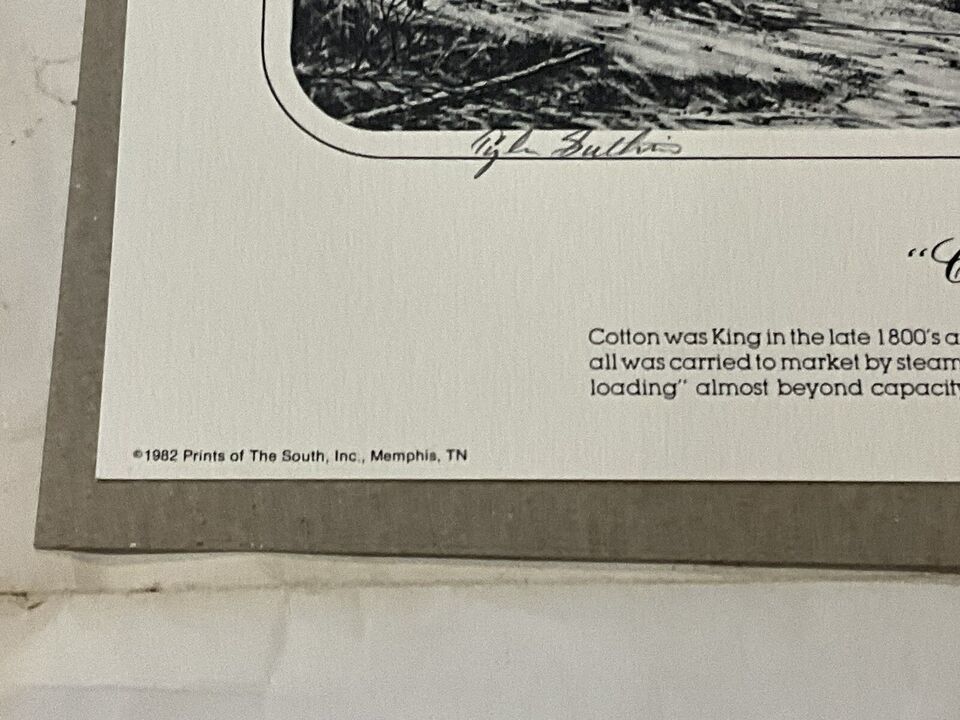 “C
Cotton was King in the late 1800's a
all was carried to market by steam
loading" almost beyond capacity
©1982 Prints of The South, Inc., Memphis, TN